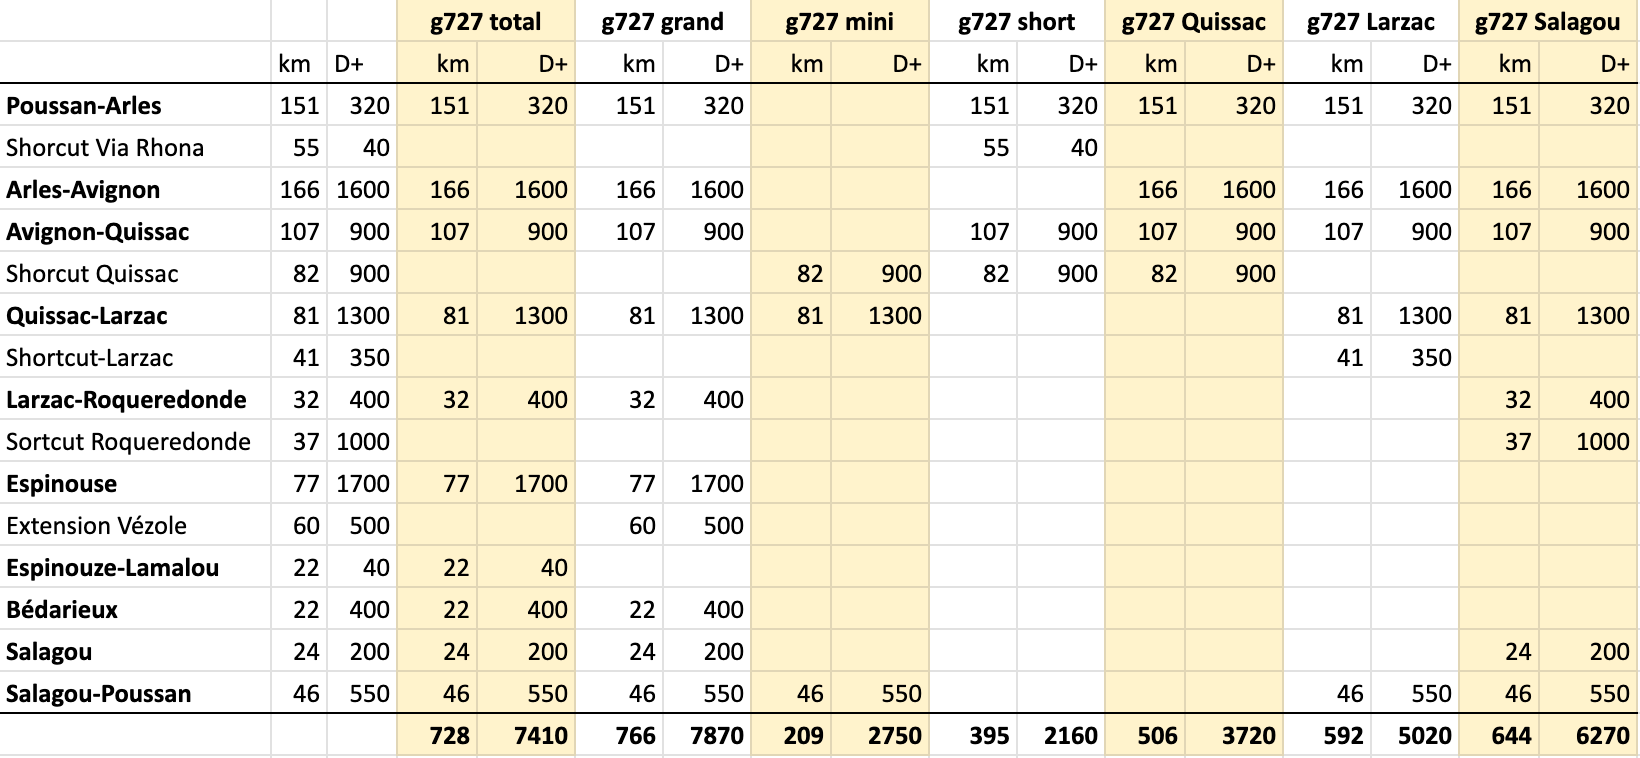 g727 total g727 grand g727 mini g727 short g727 Quissac g727 Larzac g727 Salagou
km D+ km D+ km D+ km D+ km D+ km D+ km D+ km D+
Poussan-Arles 151 320 151 320 151 320 151 320 151 320 151 320 151 320
Shorcut Via Rhona 55 40 55 40
Arles-Avignon 166 1600 166 1600 166 1600 166 1600 166 1600 166 1600
Avignon-Quissac 107 900 107 900 107 900 107 900 107 900 107 900 107 900
Shorcut Quissac 82 900 82 900 82 900 82 900
Quissac-Larzac 81 1300 81 1300 81 1300 81 1300 81 1300 81 1300
Shortcut-Larzac 41 350 41 350
Larzac-Roqueredonde 32 400 32 400 32 400 32 400
Sortcut Roqueredonde 37 1000 37 1000
Espinouse 77 1700 77 1700 77 1700
Extension Vézole 60 500 60 500
Espinouze-Lamalou 22 40 22 40
Bédarieux 22 400 22 400 22 400
Salagou 24 200 24 200 24 200 24 200
Salagou-Poussan 46 550 46 550 46 550 46 550 46 550 46 550
728 7410 766 7870 209 2750 395 2160 506 3720 592 5020 644 6270